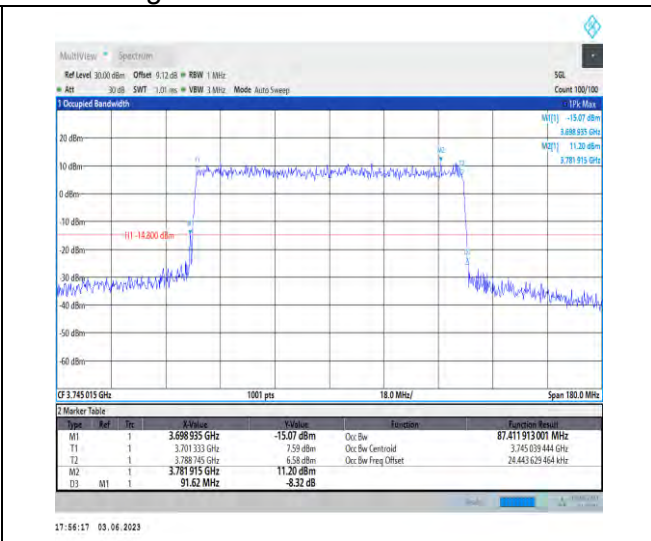 MultiView Spectrum
Ref Level 30.00 dBm Offset 9.12 dB RBW 1 MHz SGL
Att 30 dB SWT 1.01 ms VBW 3 MHz Mode Auto Sweep Count 100/100
1 Occupied Bandwidth 1Pk Max
M1[1] -15.07 dBm
3.698 935 GHz
M2[1] 11.20 dBm
3.781 915 GHz
20 dBm
10 dBm
0 dBm
-10 dBm
H1 -14.800 dBm
-20 dBm
-30 dBm
-40 dBm
-50 dBm
-60 dBm
CF 3.745 015 GHz 1001 pts 18.0 MHz/ Span 180.0 MHz
2 Marker Table
Type Ref Trc X-Value Y-Value Function Function Result
M1 1 3.698 935 GHz -15.07 dBm Occ Bw 87.411 913 001 MHz
T1 1 3.701 333 GHz 7.59 dBm Occ Bw Centroid 3.745 039 444 GHz
T2 1 3.788 745 GHz 6.58 dBm Occ Bw Freq Offset 24.443 629 464 kHz
M2 1 3.781 915 GHz 11.20 dBm
D3 M1 1 91.62 MHz -8.32 dB
17:56:17 03.06.2023